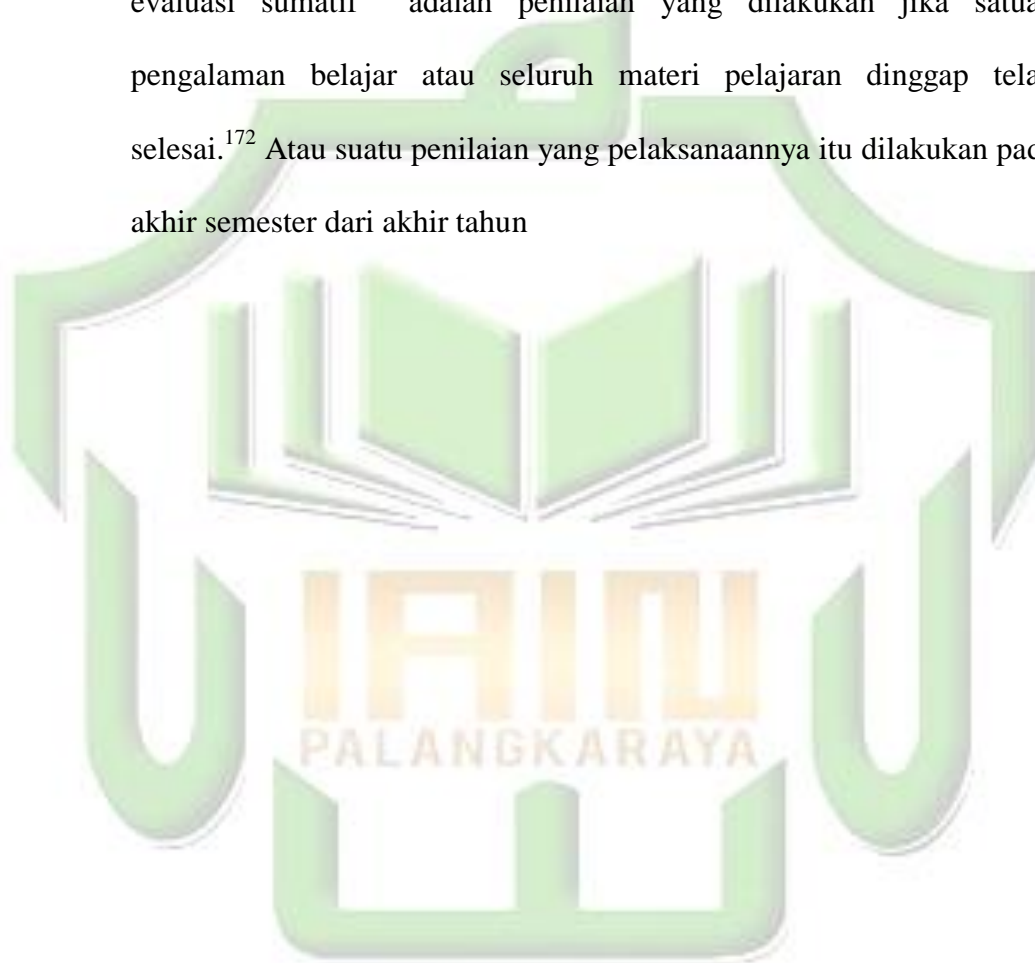 evaluasi sumatif adalah penilaian yang dilakukan jika satua
pengalaman belajar atau seluruh materi pelajaran dinggap tela
selesai.172 Atau suatu penilaian yang pelaksanaannya itu dilakukan pad
akhir semester dari akhir tahun
IAIN
PALANGKARAYA